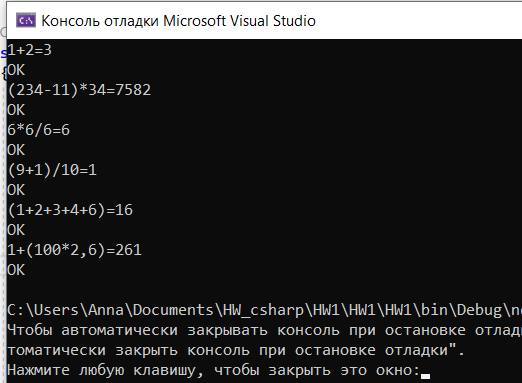 Консоль отладки Microsoft Visual Studio
1+2=3
OK
(234-11)*34=7582
OK
6*6/6=6
OK
(9+1)/10=1
OK
(1+2+3+4+6)=16
OK
1+(100*2,6)=261
OK
C:\Users\Anna\Documents\HW_csharp\HW1\HW1\HW1\bin\Debug\n
Чтобы автоматически закрывать консоль при остановке отлад
томатически закрыть консоль при остановке отладки".
Нажмите любую клавишу, чтобы закрыть это окно: